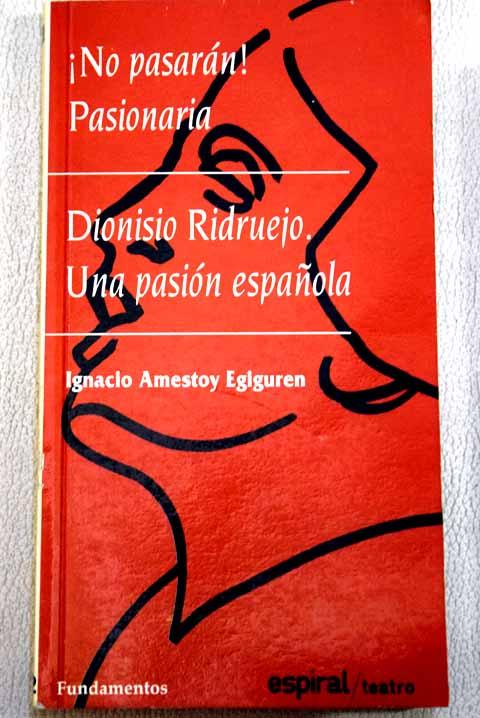 ¡No pasarán!
Pasionaria
Dionisio Ridruejo.
Una pasión española
Ignacio Amestoy Egiguren
Fundamentos
espiral/teatro